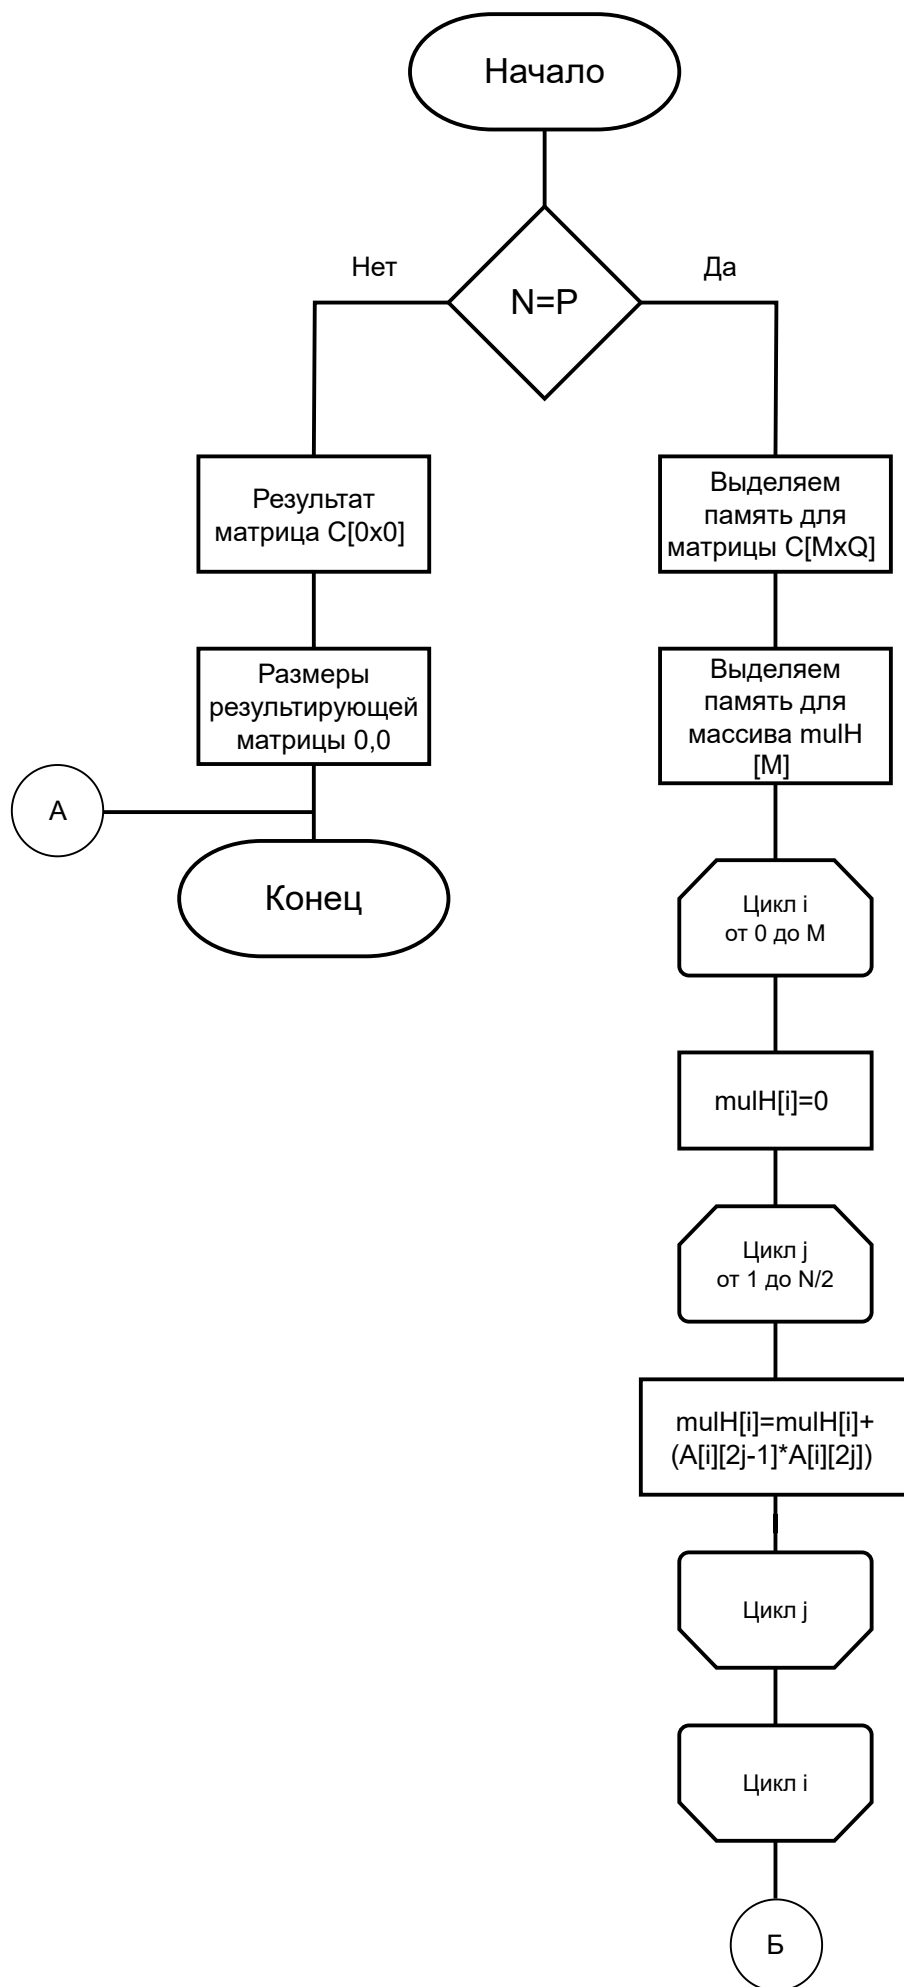 Начало
Нет
Да
N=P
Результат
матрица C[0x0]
Размеры
результирующей
матрицы 0,0
А
Конец
Выделяем
память для
матрицы C[MxQ]
Выделяем
память для
массива mulH
[M]
Цикл i
от 0 до M
mulH[i]=0
Цикл j
от 1 до N/2
mulH[i]=mulH[i]+
(A[i][2j-1]*A[i][2j])
Цикл j
Цикл i
Б